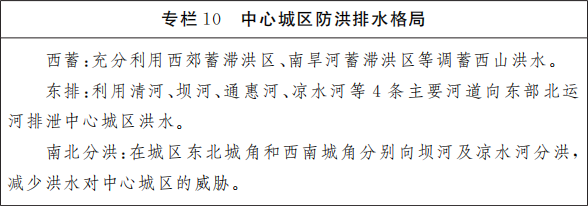 专栏10 中心城区防洪排水格局
西蓄:充分利用西郊蓄滞洪区、南旱河蓄滞洪区等调蓄西山洪水。
东排:利用清河、坝河、通惠河、凉水河等4条主要河道向东部北运
河排泄中心城区洪水。
南北分洪:在城区东北城角和西南城角分别向坝河及凉水河分洪,
减少洪水对中心城区的威胁。